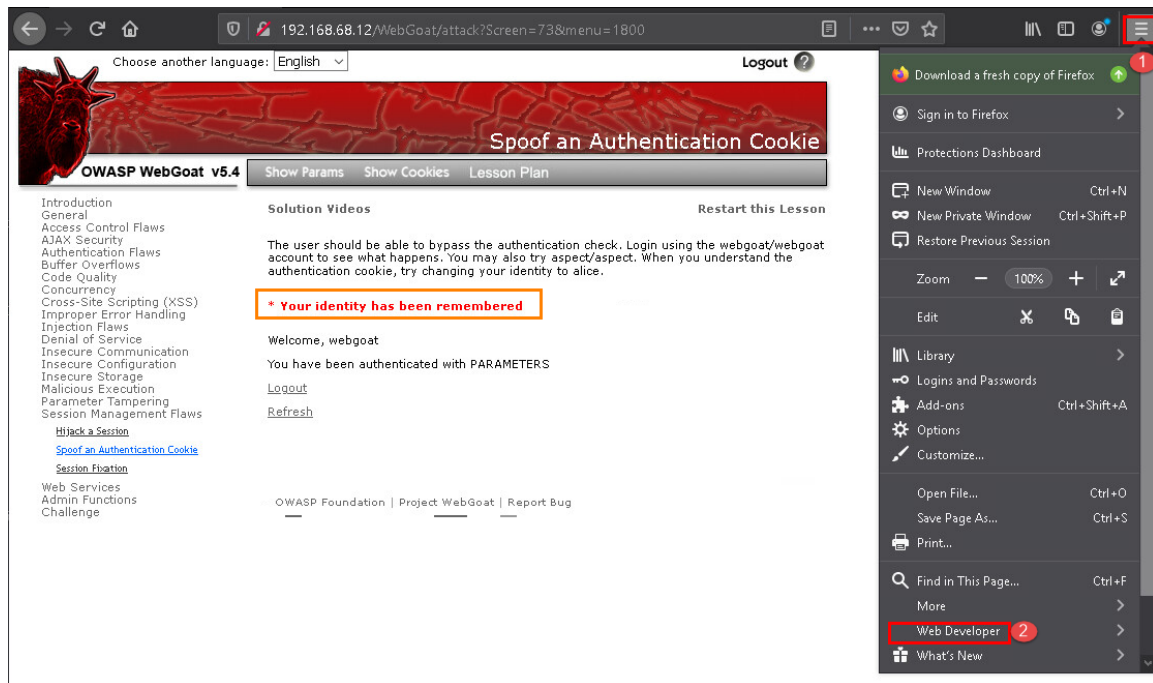 192.168.68.12/WebGoat/attack?Screen=73&menu=1800
1
Choose another language: English
Logout ?
Spoof an Authentication Cookie
OWASP WebGoat v5.4
Show Params Show Cookies Lesson Plan
Introduction
General
Access Control Flaws
AJAX Security
Authentication Flaws
Buffer Overflows
Code Quality
Concurrency
Cross-Site Scripting (XSS)
Improper Error Handling
Injection Flaws
Denial of Service
Insecure Communication
Insecure Configuration
Insecure Storage
Malicious Execution
Parameter Tampering
Session Management Flaws
Hijack a Session
Spoof an Authentication Cookie
Session Fixation
Web Services
Admin Functions
Challenge
Solution Videos
Restart this Lesson
The user should be able to bypass the authentication check. Login using the webgoat/webgoat
account to see what happens. You may also try aspect/aspect. When you understand the
authentication cookie, try changing your identity to alice.
* Your identity has been remembered
Welcome, webgoat
You have been authenticated with PARAMETERS
Logout
Refresh
OWASP Foundation | Project WebGoat | Report Bug
Download a fresh copy of Firefox
Sign in to Firefox
Protections Dashboard
New Window Ctrl+N
New Private Window Ctrl+Shift+P
Restore Previous Session
Zoom 100%
Edit
Library
Logins and Passwords
Add-ons Ctrl+Shift+A
Options
Customize...
Open File... Ctrl+O
Save Page As... Ctrl+S
Print...
Find in This Page... Ctrl+F
More
Web Developer 2
What's New